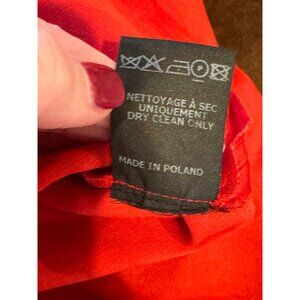 P
NETTOYAGE À SEC
UNIQUEMENT
DRY CLEAN ONLY
MADE IN POLAND